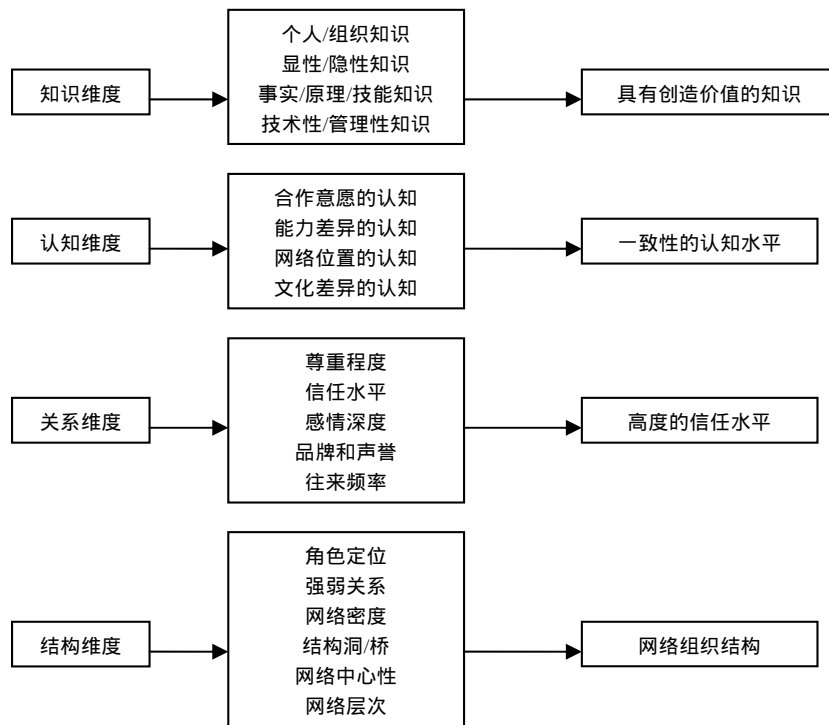 个人/组织知识
显性/隐性知识
知识维度
事实/原理/技能知识
具有创造价值的知识
技术性/管理性知识
合作意愿的认知
能力差异的认知
认知维度
一致性的认知水平
网络位置的认知
文化差异的认知
尊重程度
信任水平
关系维度
感情深度
高度的信任水平
品牌和声誉
往来频率
角色定位
强弱关系
网络密度
结构维度
结构洞/桥
网络组织结构
网络中心性
网络层次